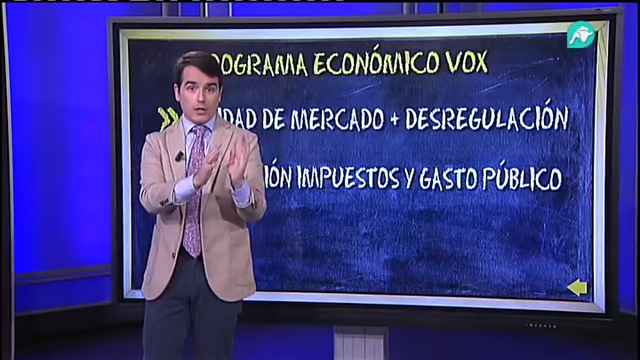 OGRAMA ECONÓMICO VOX
IDAD DE MERCADO + DESREGULACIÓN
IÓN IMPUESTOS Y GASTO PÚBLICO